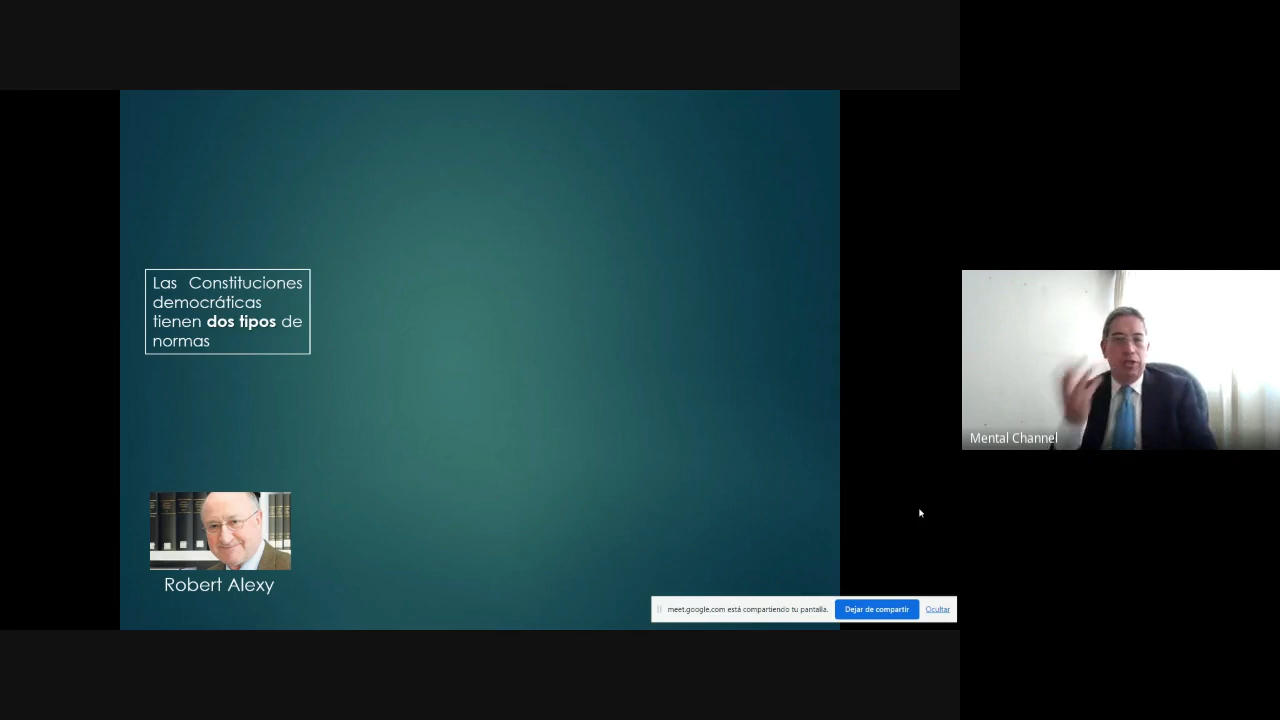 Las Constituciones
democráticas
tienen dos tipos de
normas
Robert Alexy
meet.google.com está compartiendo tu pantalla.
Dejar de compartir
Ocultar
Mental Channel